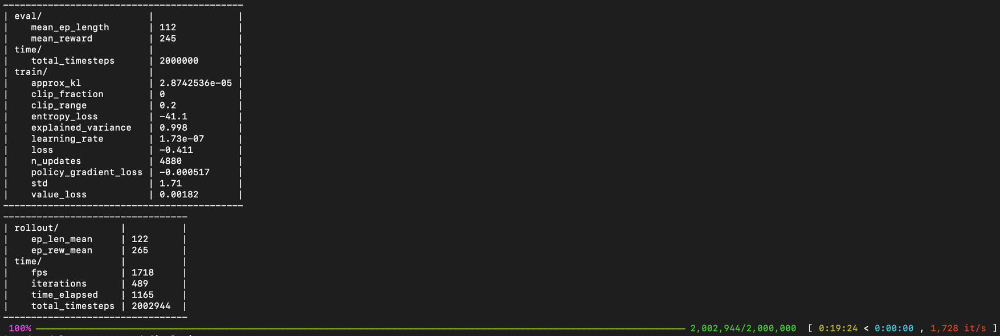 ------------------------------------------
| eval/                   |               |
|    mean_ep_length       | 112           |
|    mean_reward          | 245           |
| time/                   |               |
|    total_timesteps      | 2000000       |
| train/                  |               |
|    approx_kl            | 2.8742536e-05 |
|    clip_fraction        | 0             |
|    clip_range           | 0.2           |
|    entropy_loss         | -41.1         |
|    explained_variance   | 0.998         |
|    learning_rate        | 1.73e-07      |
|    loss                 | -0.411        |
|    n_updates            | 4880          |
|    policy_gradient_loss | -0.000517     |
|    std                  | 1.71          |
|    value_loss           | 0.00182       |
------------------------------------------
---------------------------------
| rollout/           |          |
|    ep_len_mean     | 122      |
|    ep_rew_mean     | 265      |
| time/              |          |
|    fps             | 1718     |
|    iterations      | 489      |
|    time_elapsed    | 1165     |
|    total_timesteps | 2002944  |
---------------------------------
100% 2,002,944/2,000,000 [ 0:19:24 < 0:00:00 , 1,728 it/s ]